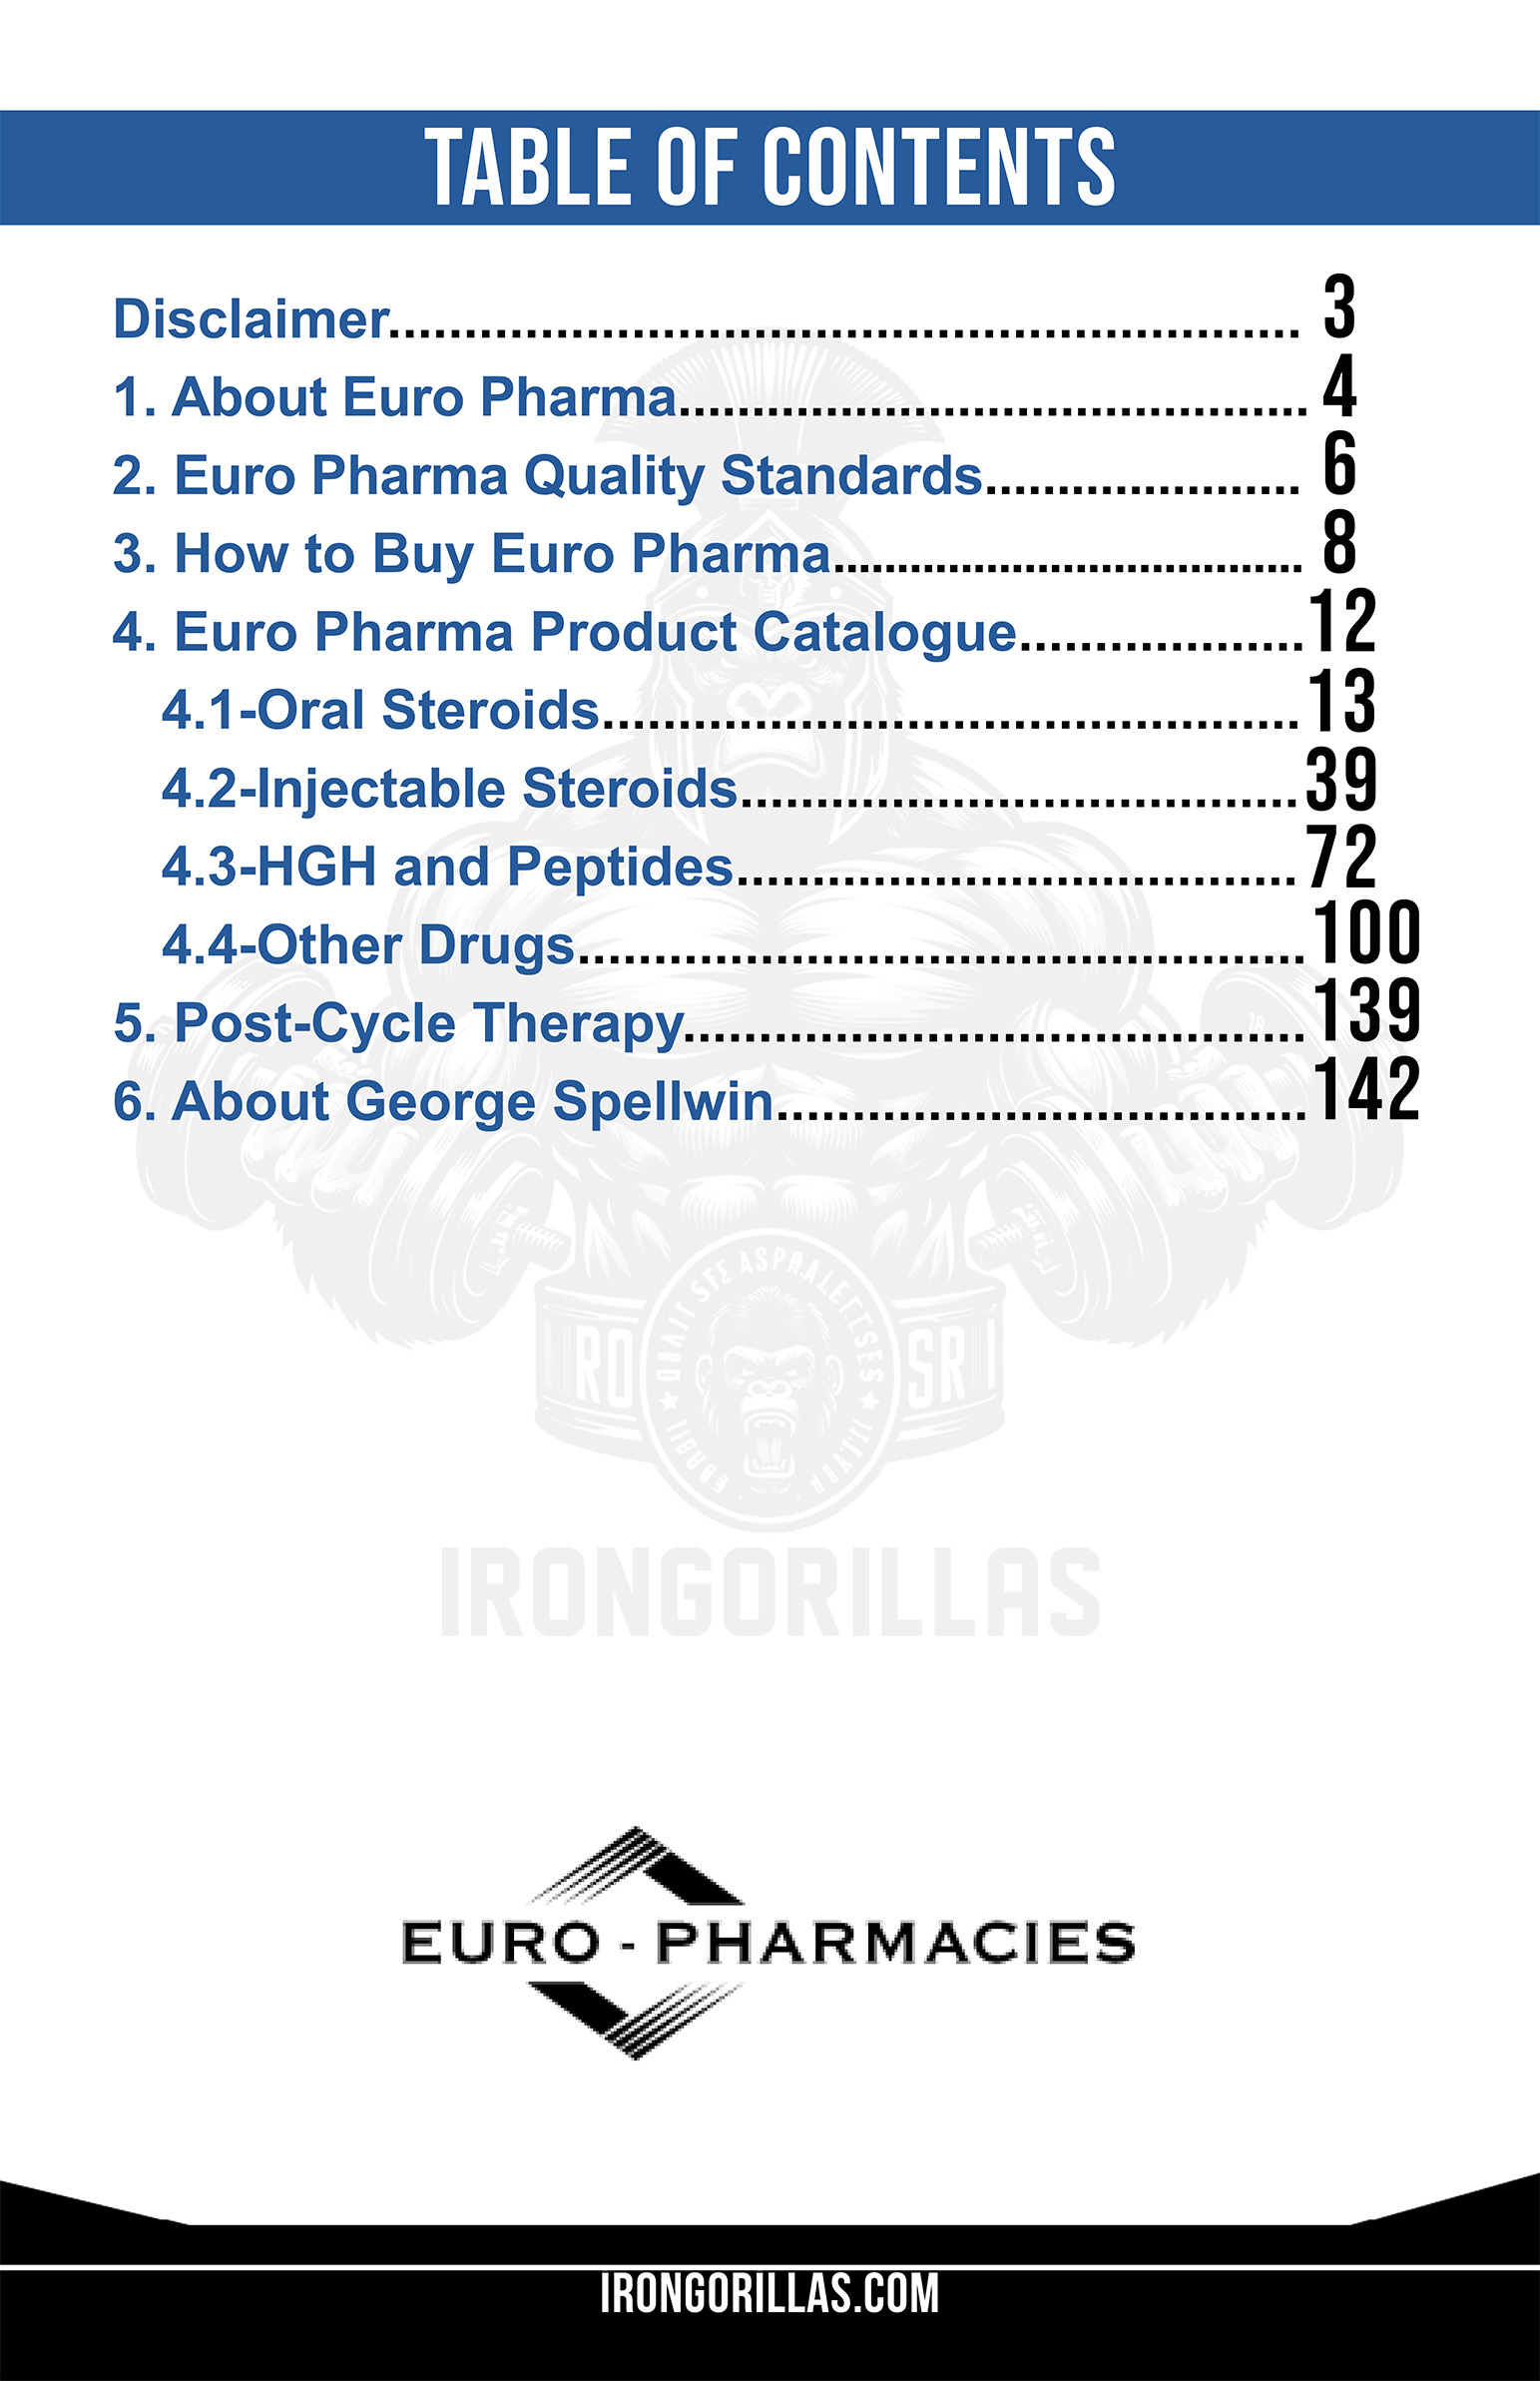 TABLE OF CONTENTS
Disclaimer............................................................. 3
1. About Euro Pharma........................................... 4
2. Euro Pharma Quality Standards...................... 6
3. How to Buy Euro Pharma................................. 8
4. Euro Pharma Product Catalogue...................12
4.1-Oral Steroids..............................................13
4.2-Injectable Steroids.....................................39
4.3-HGH and Peptides..................................... 72
4.4-Other Drugs................................................100
5. Post-Cycle Therapy..........................................139
6. About George Spellwin....................................142
RO
SRI
IRONGORILLAS
EURO - PHARMACIES
IRONGORILLAS.COM